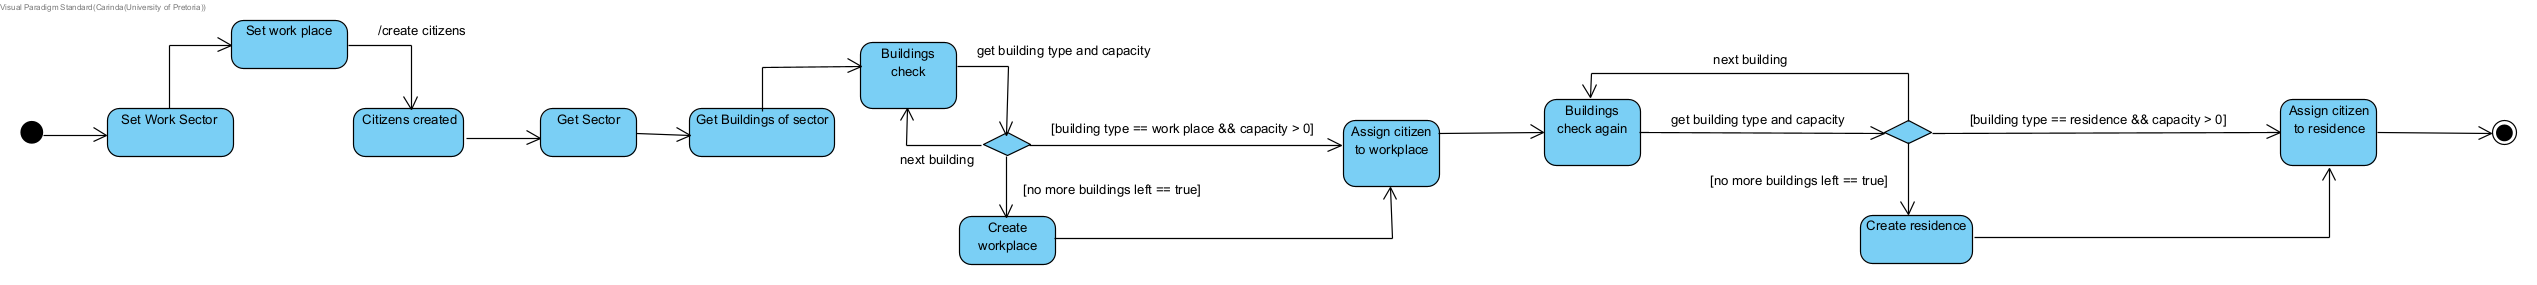 Visual Paradigm Standard(Carinda(University of Pretoria))
Set work place
/create citizens
Set Work Sector
Citizens created
Get Sector
Get Buildings of sector
Buildings
check
get building type and capacity
next building
[building type == work place && capacity > 0]
[no more buildings left == true]
Create
workplace
Assign citizen
to workplace
Buildings
check again
next building
get building type and capacity
[building type == residence && capacity > 0]
[no more buildings left == true]
Create residence
Assign citizen
to residence